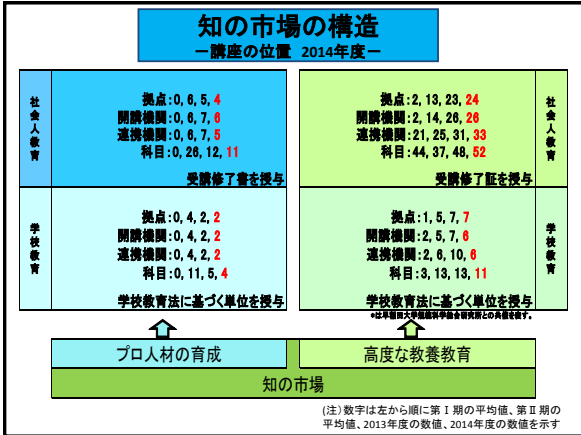 知の市場の構造
－講座の位置 2014年度－
社会人教育
拠点:0, 6, 5, 4
開講機関:0, 6, 7, 6
連携機関:0, 6, 7, 5
科目:0, 26, 12, 11
受講修了書を授与
拠点:2, 13, 23, 24
開講機関:2, 14, 26, 26
連携機関:21, 25, 31, 33
科目:44, 37, 48, 52
受講修了証を授与
社会人教育
学校教育
拠点:0, 4, 2, 2
開講機関:0, 4, 2, 2
連携機関:0, 4, 2, 2
科目:0, 11, 5, 4
学校教育法に基づく単位を授与
拠点:1, 5, 7, 7
開講機関:2, 5, 7, 6
連携機関:2, 6, 10, 6
科目:3, 13, 13, 11
学校教育法に基づく単位を授与
学校教育
プロ人材の育成
高度な教養教育
知の市場
(注) 数字は左から順に第Ⅰ期の平均値、第Ⅱ期の
平均値、2013年度の数値、2014年度の数値を示す